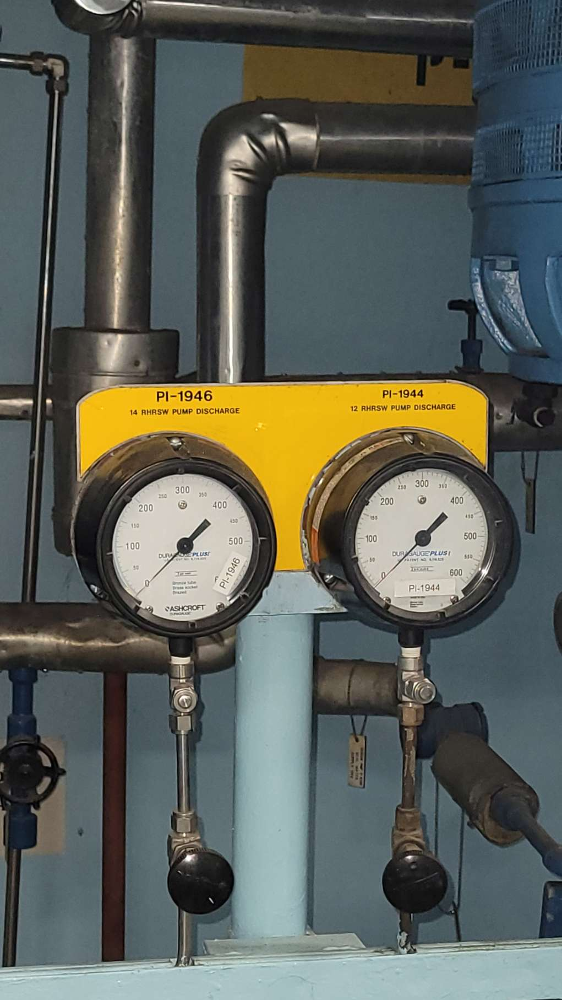 PI-1946
14 RHRSW PUMP DISCHARGE
PI-1944
12 RHRSW PUMP DISCHARGE
0
50
100
150
200
250
300
350
400
450
500
DURAGAUGE PLUS!
Bronze tube
Brass socket
Brazed
PI-1946
ASHCROFT
DURAGAUGE
0
50
100
150
200
250
300
350
400
450
500
550
600
DURAGAUGE PLUS!
PI-1944